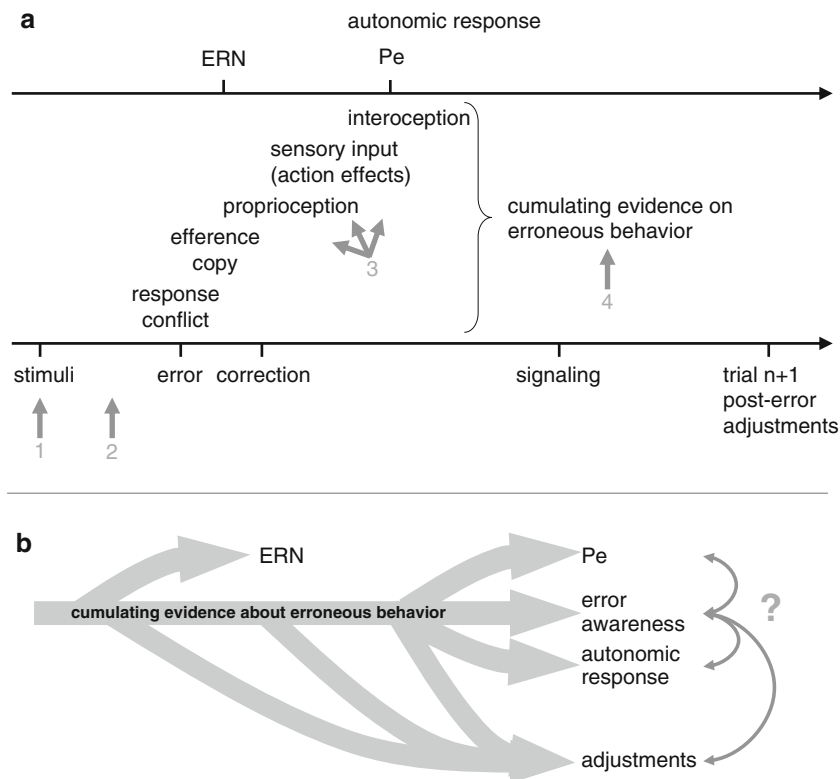 a
autonomic response
ERN
Pe
interoception
sensory input
(action effects)
proprioception
efference
copy
response
conflict
3
cumulating evidence on
erroneous behavior
4
stimuli
error
correction
signaling
trial n+1
post-error
adjustments
1
2
b
ERN
Pe
cumulating evidence about erroneous behavior
error
awareness
?
autonomic
response
adjustments